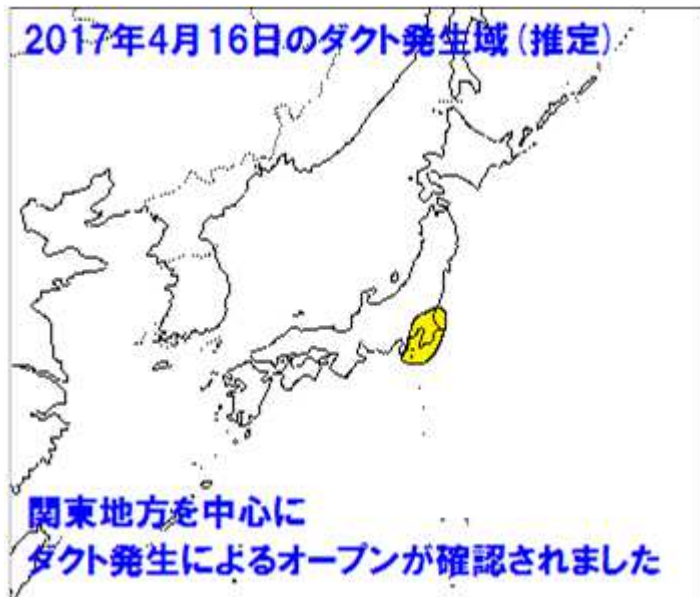 2017年4月16日のダクト発生域(推定)
関東地方を中心に
ダクト発生によるオープンが確認されました